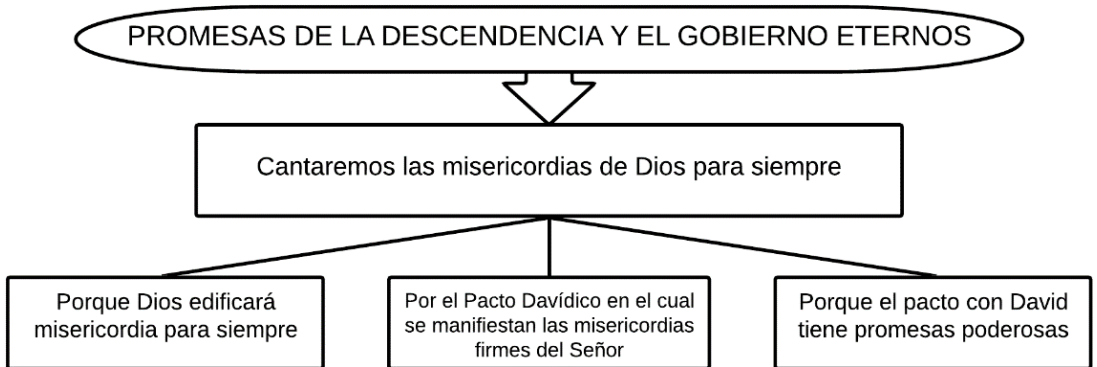 PROMESAS DE LA DESCENDENCIA Y EL GOBIERNO ETERNOS
Cantaremos las misericordias de Dios para siempre
Porque Dios edificará
misericordia para siempre
Por el Pacto Davídico en el cual
se manifiestan las misericordias
firmes del Señor
Porque el pacto con David
tiene promesas poderosas